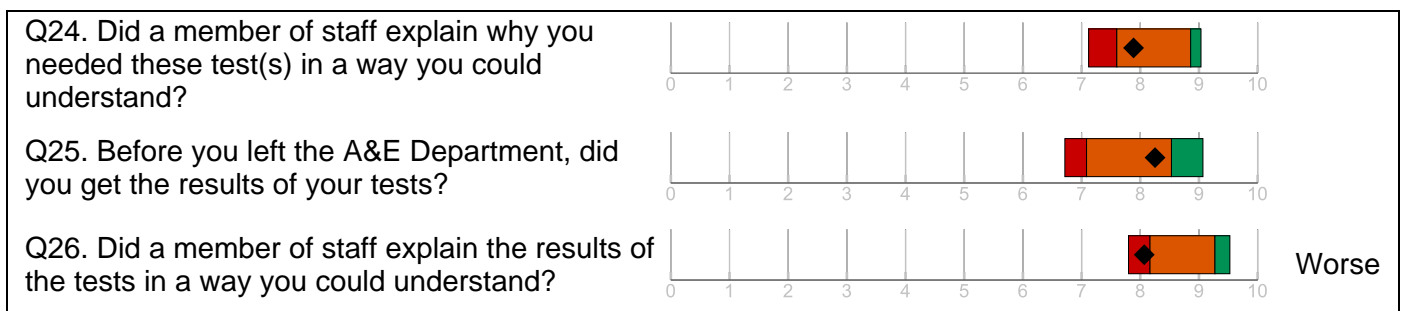 Q24. Did a member of staff explain why you
needed these test(s) in a way you could
understand?
0 1 2 3 4 5 6 7 8 9 10
Q25. Before you left the A&E Department, did
you get the results of your tests?
0 1 2 3 4 5 6 7 8 9 10
Q26. Did a member of staff explain the results of
the tests in a way you could understand?
0 1 2 3 4 5 6 7 8 9 10
Worse